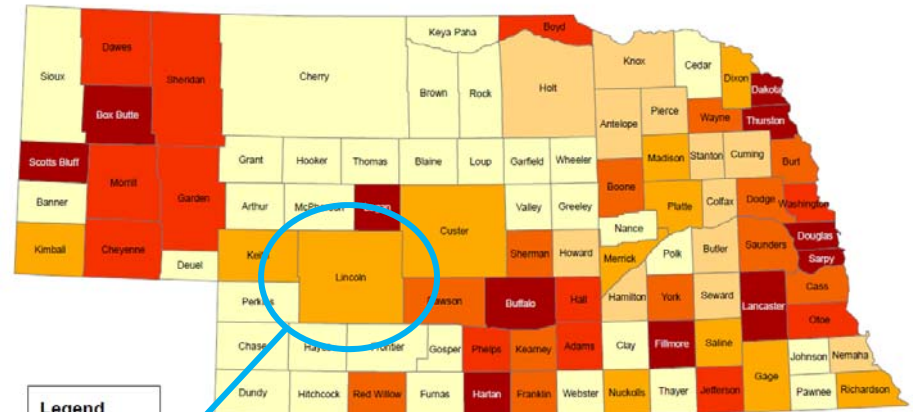 Keya Paha Boyd
Dawes Knox Cedar
Sioux Sheridan Cherry Dixon
Brown Rock Holt Dakota
Box Butte Pierce Wayne Thurston
Antelope
Scotts Bluff Grant Hooker Thomas Blaine Loup Garfield Wheeler Madison Stanton Cuming Burt
Morrill Boone
Banner Garden Arthur McPherson Valley Greeley Platte Colfax Dodge Washington
Custer Nance
Kimball Cheyenne Keith Lincoln Sherman Howard Merrick Polk Butler Saunders Douglas
Deuel Sarpy
Perkins Dawson Buffalo Hall Hamilton York Seward Lancaster Cass
Otoe
Chase Hayes Frontier Gosper Phelps Kearney Adams Clay Fillmore Saline Johnson Nemaha
Gage
Dundy Hitchcock Red Willow Furnas Harlan Franklin Webster Nuckolls Thayer Jefferson Pawnee Richardson
Legend